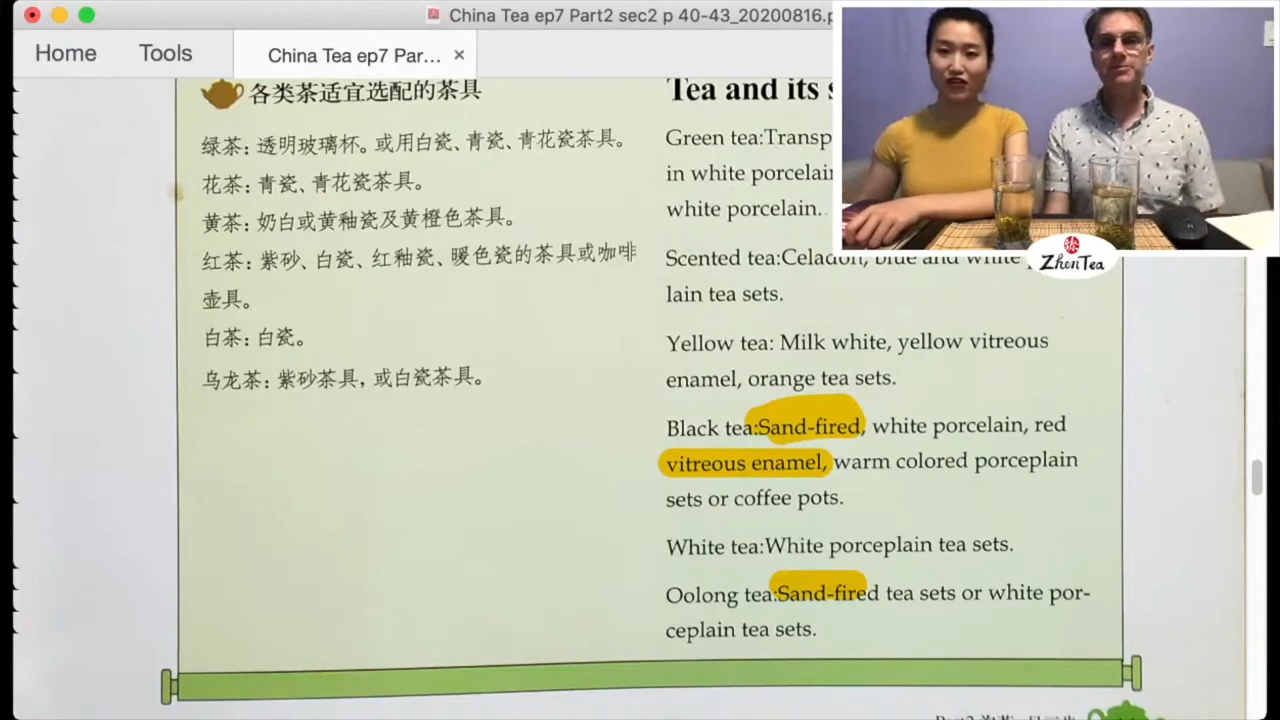 China Tea ep7 Part2 sec2 p 40-43_20200816.p
Home
Tools
China Tea ep7 Par... ×
各类茶适宜选配的茶具
绿茶：透明玻璃杯。或用白瓷、青瓷、青花瓷茶具。
花茶：青瓷、青花瓷茶具。
黄茶：奶白或黄釉瓷及黄橙色茶具。
红茶：紫砂、白瓷、红釉瓷、暖色瓷的茶具或咖啡
壶具。
白茶：白瓷。
乌龙茶：紫砂茶具，或白瓷茶具。
Tea and its
Green tea:Transp
in white porcelain
white porcelain.
Scented tea:Celadon, blue and white
lain tea sets.
Yellow tea: Milk white, yellow vitreous
enamel, orange tea sets.
Black tea:Sand-fired, white porcelain, red
vitreous enamel, warm colored porceplain
sets or coffee pots.
White tea:White porceplain tea sets.
Oolong tea:Sand-fired tea sets or white por-
ceplain tea sets.
ZhenTea